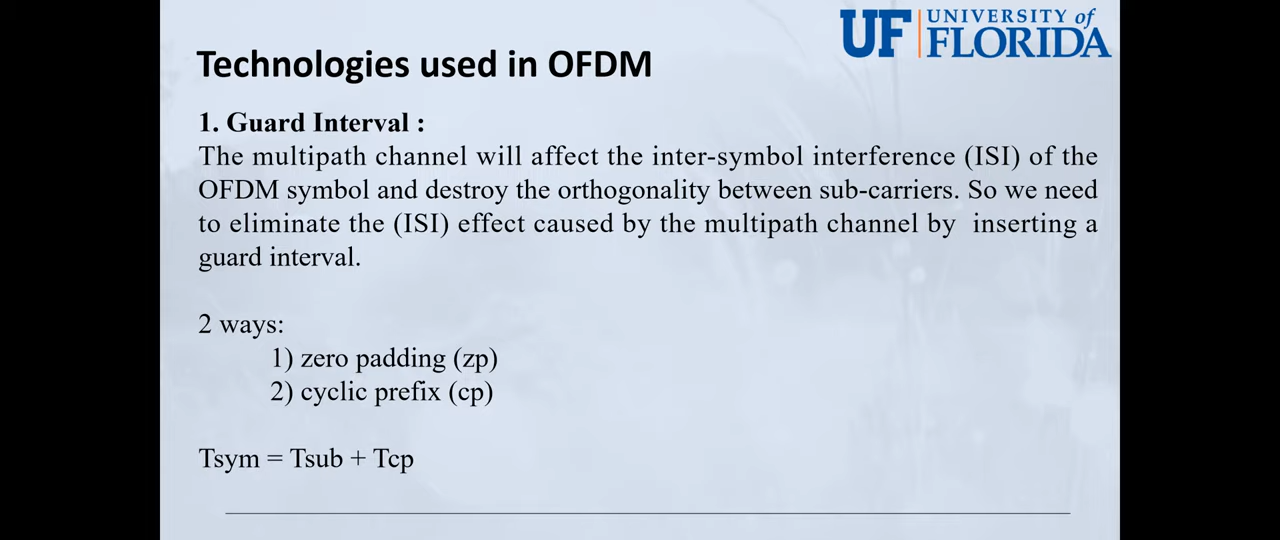 UF UNIVERSITY of FLORIDA
Technologies used in OFDM
1. Guard Interval :
The multipath channel will affect the inter-symbol interference (ISI) of the
OFDM symbol and destroy the orthogonality between sub-carriers. So we need
to eliminate the (ISI) effect caused by the multipath channel by inserting a
guard interval.
2 ways:
1) zero padding (zp)
2) cyclic prefix (cp)
Tsym = Tsub + Tcp